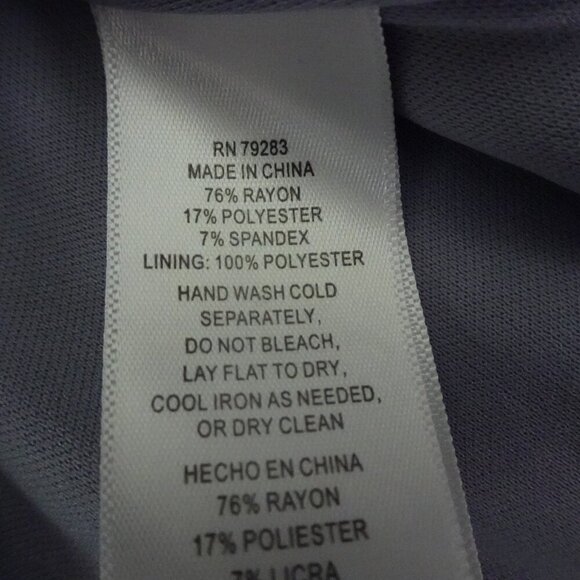 RN 79283
MADE IN CHINA
76% RAYON
17% POLYESTER
7% SPANDEX
LINING: 100% POLYESTER
HAND WASH COLD
SEPARATELY,
DO NOT BLEACH,
LAY FLAT TO DRY,
COOL IRON AS NEEDED,
OR DRY CLEAN
HECHO EN CHINA
76% RAYON
17% POLIESTER
7% LICRA